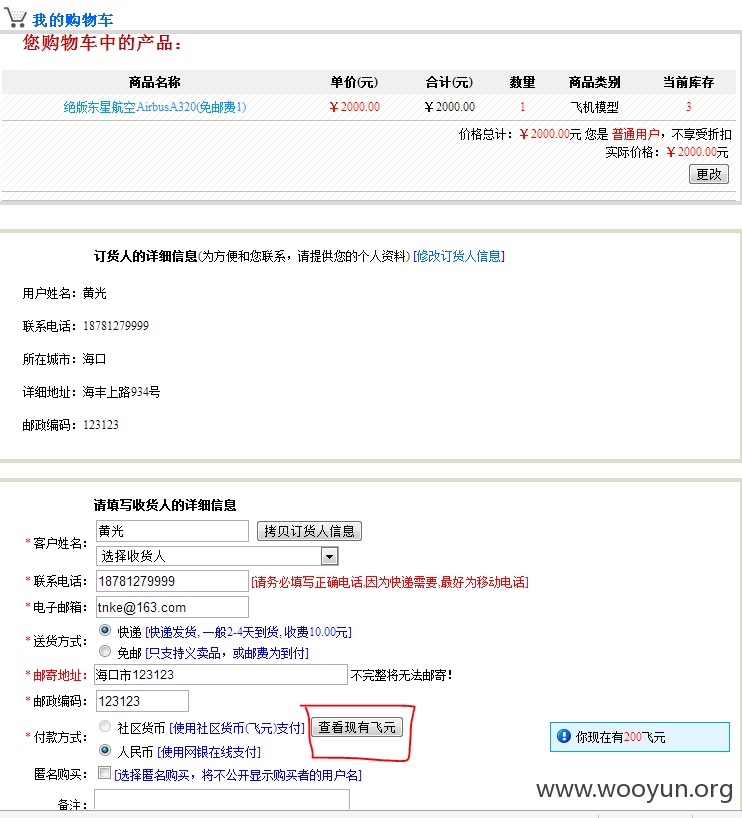 我的购物车
您购物车中的产品：
商品名称 单价(元) 合计(元) 数量 商品类别 当前库存
绝版东星航空AirbusA320(免邮费1) ￥2000.00 ￥2000.00 1 飞机模型 3
价格总计：￥2000.00元 您是 普通用户，不享受折扣
实际价格：￥2000.00元
更改
订货人的详细信息(为方便和您联系，请提供您的个人资料) [修改订货人信息]
用户姓名：黄光
联系电话：18781279999
所在城市：海口
详细地址：海丰上路934号
邮政编码：123123
请填写收货人的详细信息
*客户姓名： 黄光 拷贝订货人信息
选择收货人
*联系电话： 18781279999 [请务必填写正确电话,因为快递需要,最好为移动电话]
*电子邮箱： tnke@163.com
*送货方式： 快递 [快递发货, 一般2-4天到货, 收费10.00元]
免邮 [只支持义卖品，或邮费为到付]
*邮寄地址： 海口市123123 不完整将无法邮寄！
*邮政编码： 123123
*付款方式： 社区货币 [使用社区货币(飞元)支付] 查看现有飞元
你现在有200飞元
人民币 [使用网银在线支付]
匿名购买： [选择匿名购买，将不公开显示购买者的用户名]
备注：
www.wooyun.org